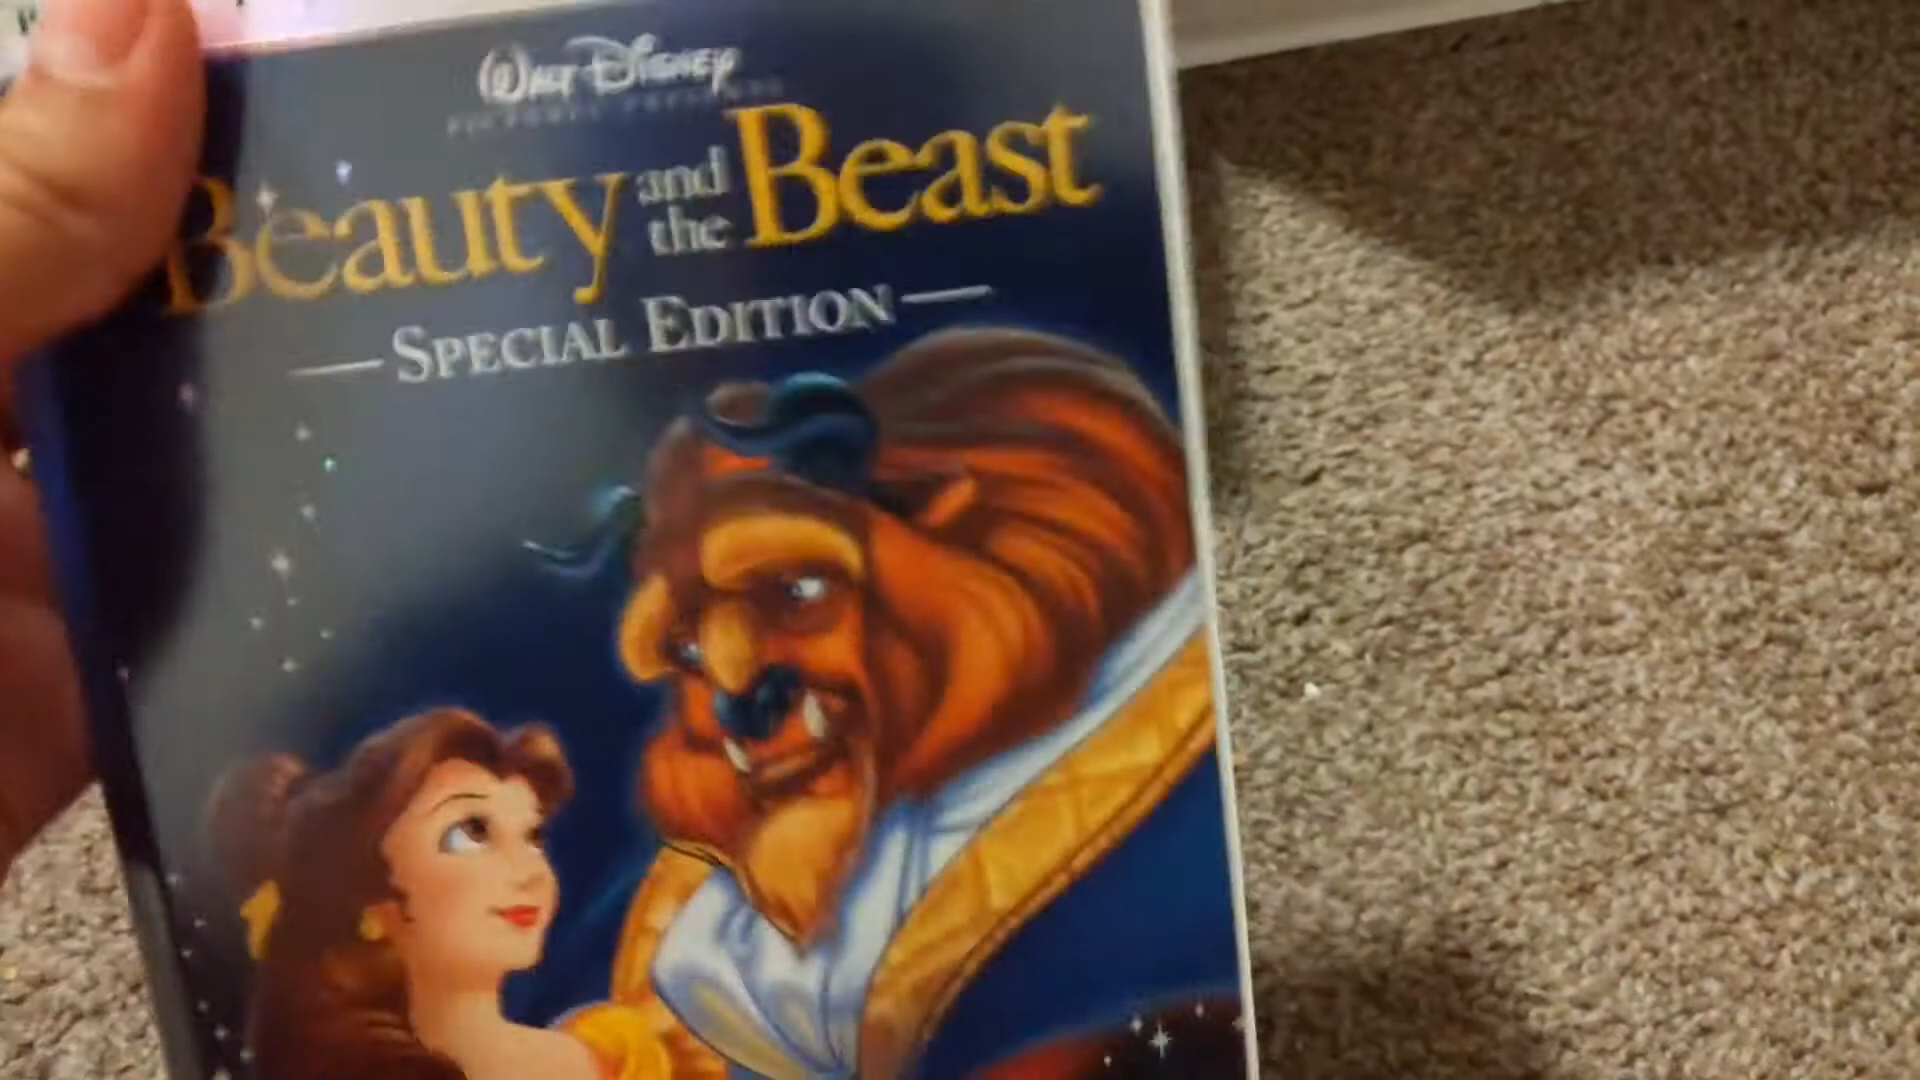 Walt Disney
PICTURES PRESENTS
Beauty and the Beast
SPECIAL EDITION